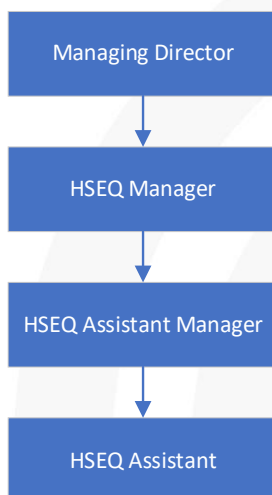 Managing Director
HSEQ Manager
HSEQ Assistant Manager
HSEQ Assistant